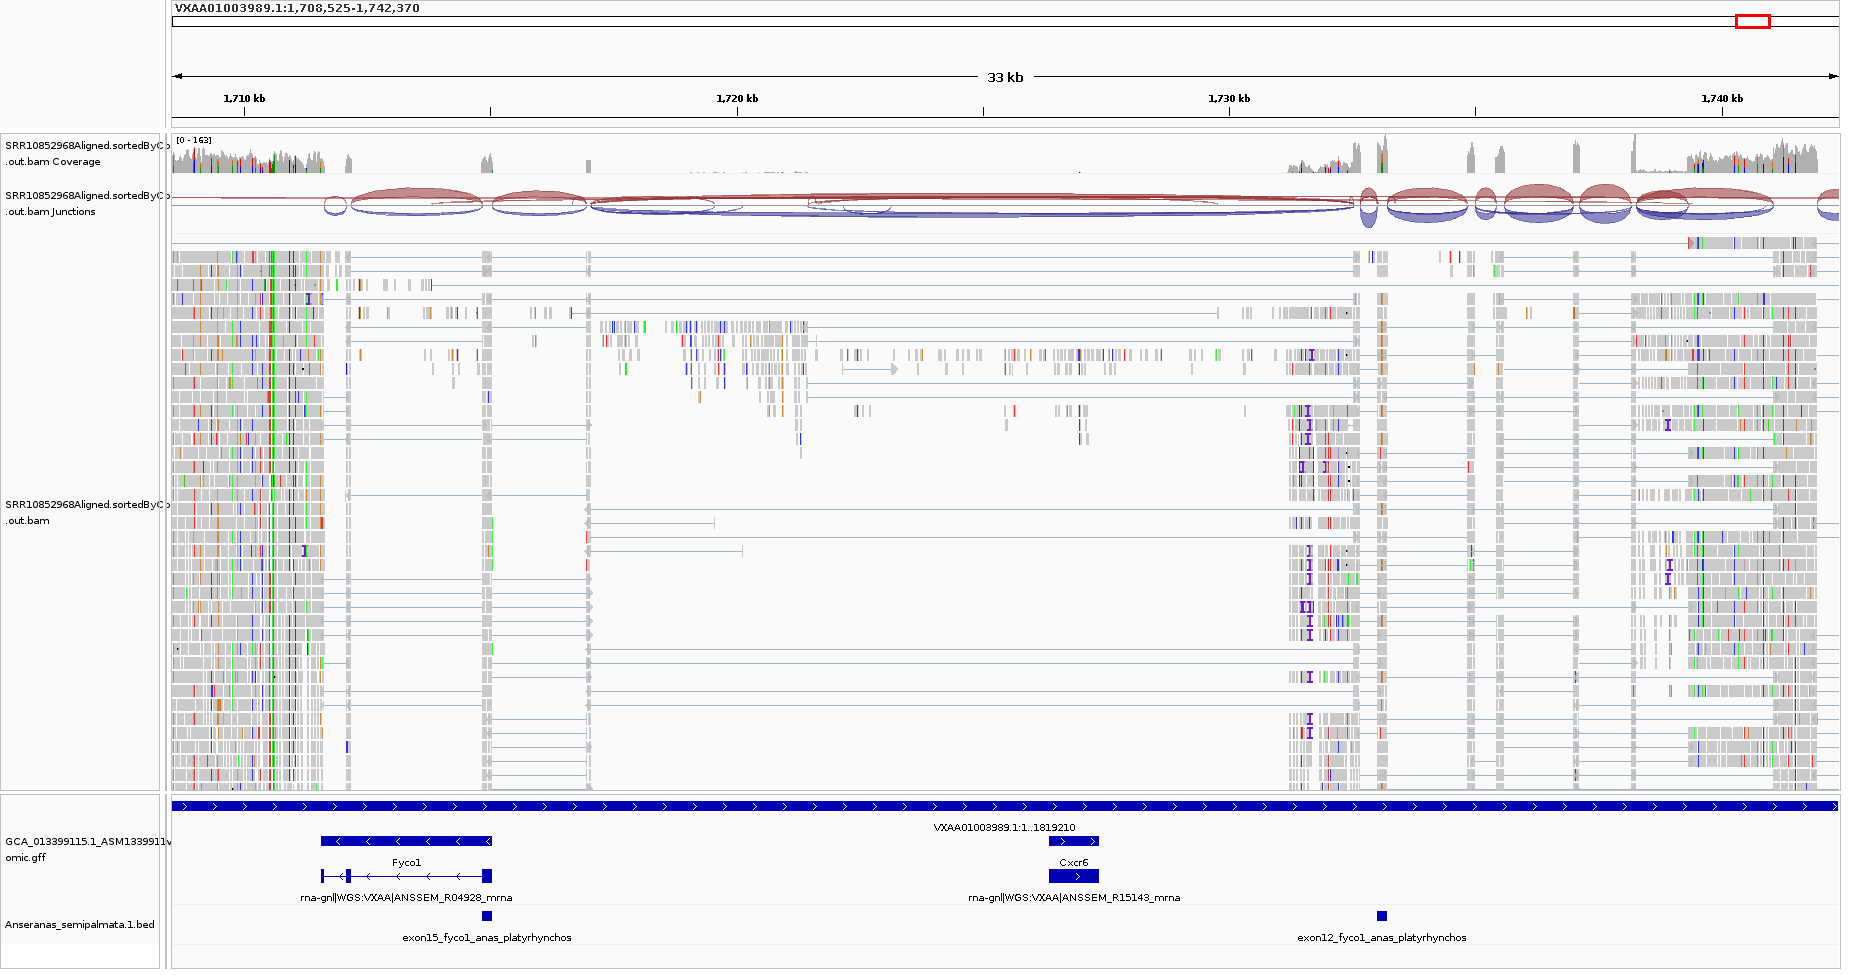 VXAA01003989.1:1,708,525-1,742,370
33 kb
1,710 kb 1,720 kb 1,730 kb 1,740 kb
[0 - 163]
SRR10852968Aligned.sortedByCo
.out.bam Coverage
SRR10852968Aligned.sortedByCo
.out.bam Junctions
SRR10852968Aligned.sortedByCo
.out.bam
VXAA01003989.1:1..1819210
GCA_013399115.1_ASM1339911v
omic.gff
Fyco1 Cxcr6
rna-gnl|WGS:VXAA|ANSSEM_R04928_mrna rna-gnl|WGS:VXAA|ANSSEM_R15143_mrna
Anseranas_semipalmata.1.bed
exon15_fyco1_anas_platyrhynchos exon12_fyco1_anas_platyrhynchos